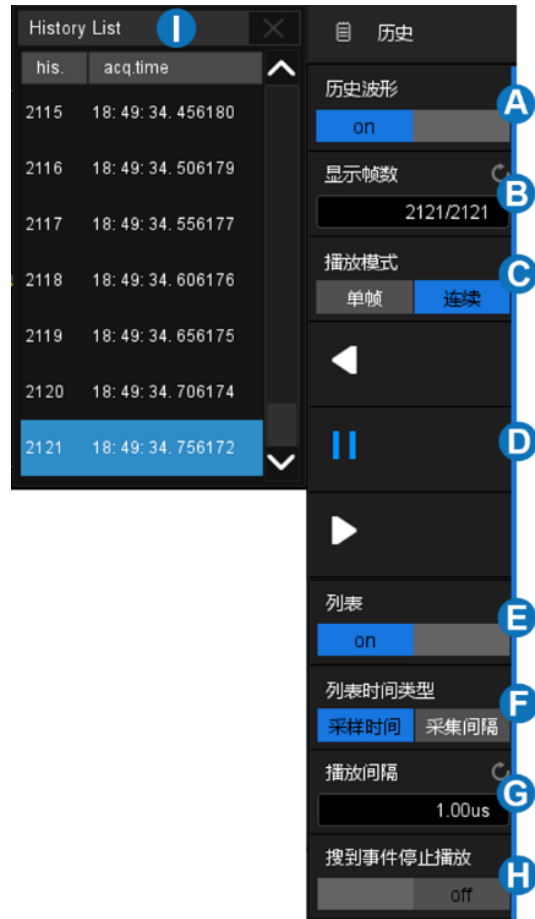 History List I
his. acq.time
2115 18: 49: 34. 456180
2116 18: 49: 34. 506179
2117 18: 49: 34. 556177
2118 18: 49: 34. 606176
2119 18: 49: 34. 656175
2120 18: 49: 34. 706174
2121 18: 49: 34. 756172
历史
历史波形
A
on
显示帧数
B
2121/2121
播放模式
C
单帧 连续
D
列表
E
on
列表时间类型
F
采样时间 采集间隔
播放间隔
G
1.00us
搜到事件停止播放
H
off